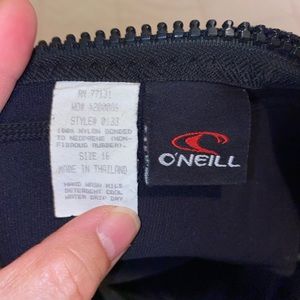 RN 77131
STYLE# 0133
100% NYLON BONDED
TO NEOPRENE (NON-
FIBROUS RUBBER).
SIZE 16
MADE IN THAILAND
HAND WASH MILD
DETERGENT COOL
WATER DRIP DRY
O'NEILL